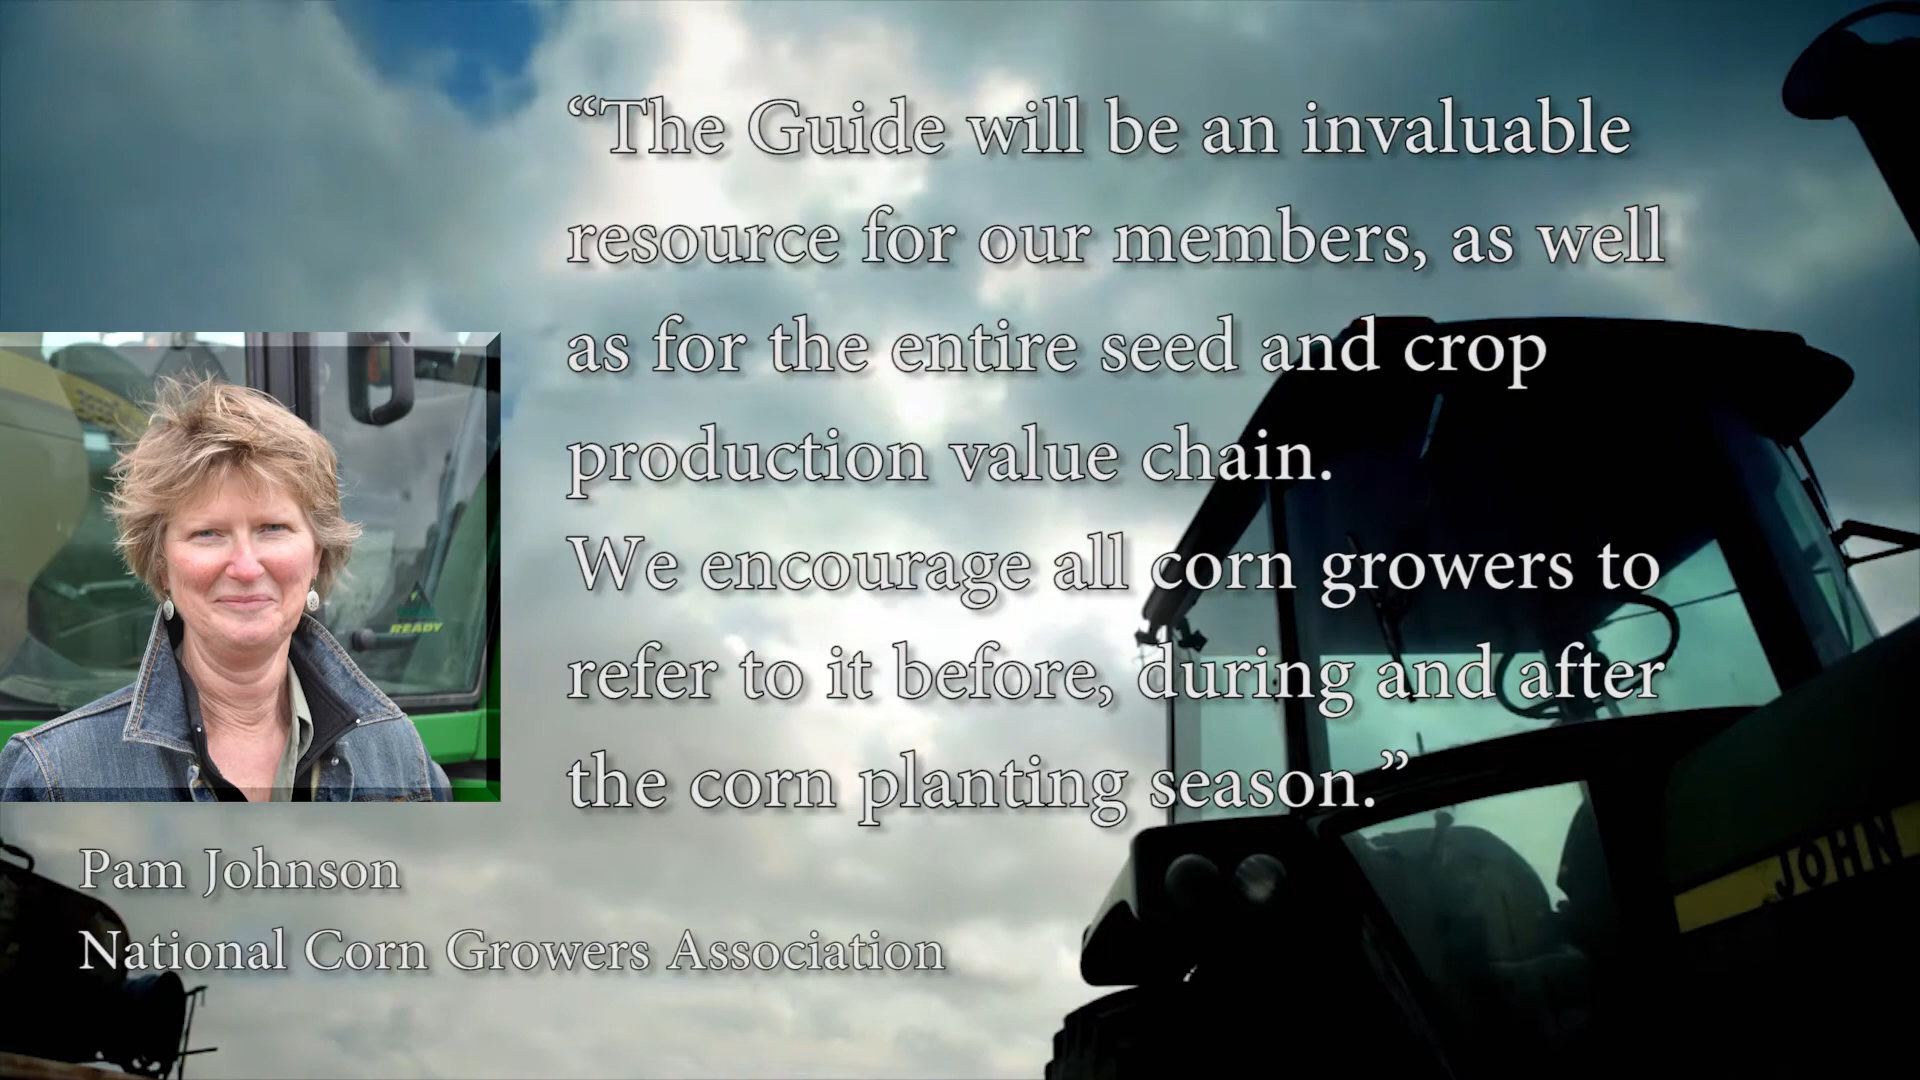 “The Guide will be an invaluable
resource for our members, as well
as for the entire seed and crop
production value chain.
We encourage all corn growers to
refer to it before, during and after
the corn planting season.”
READY
Pam Johnson
National Corn Growers Association
JOHN